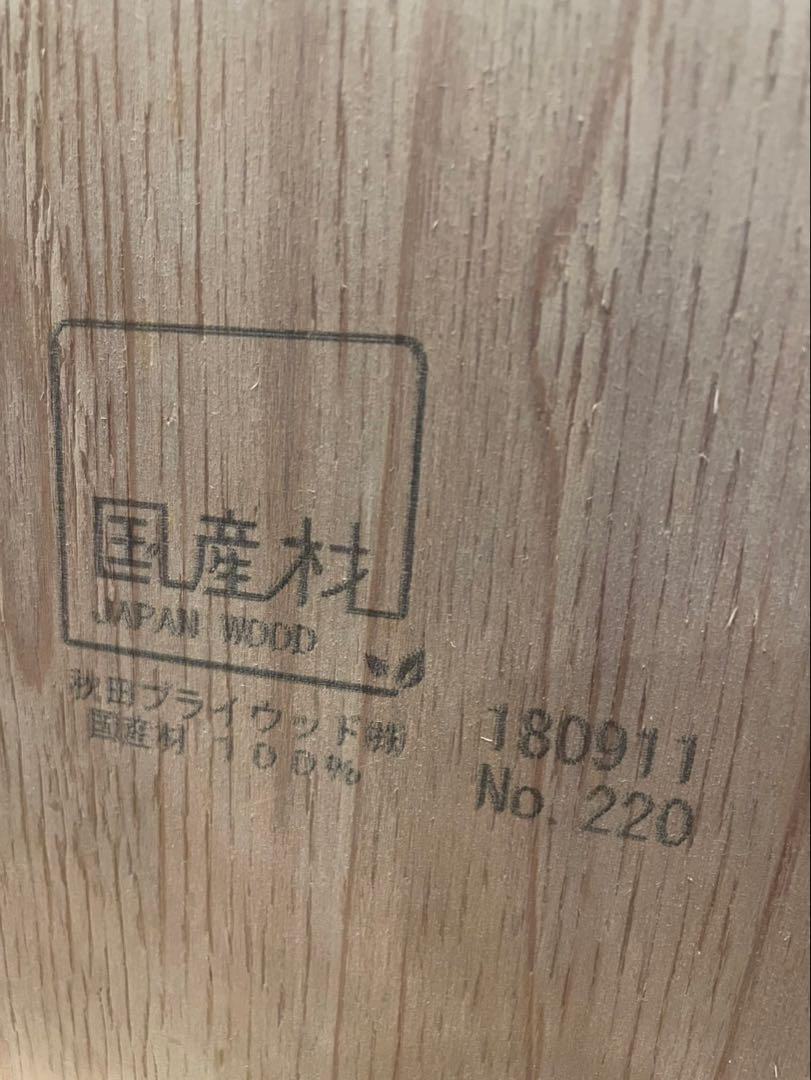 国産材
JAPAN WOOD
秋田プライウッド㈱
国産材 100%
180911
No. 220